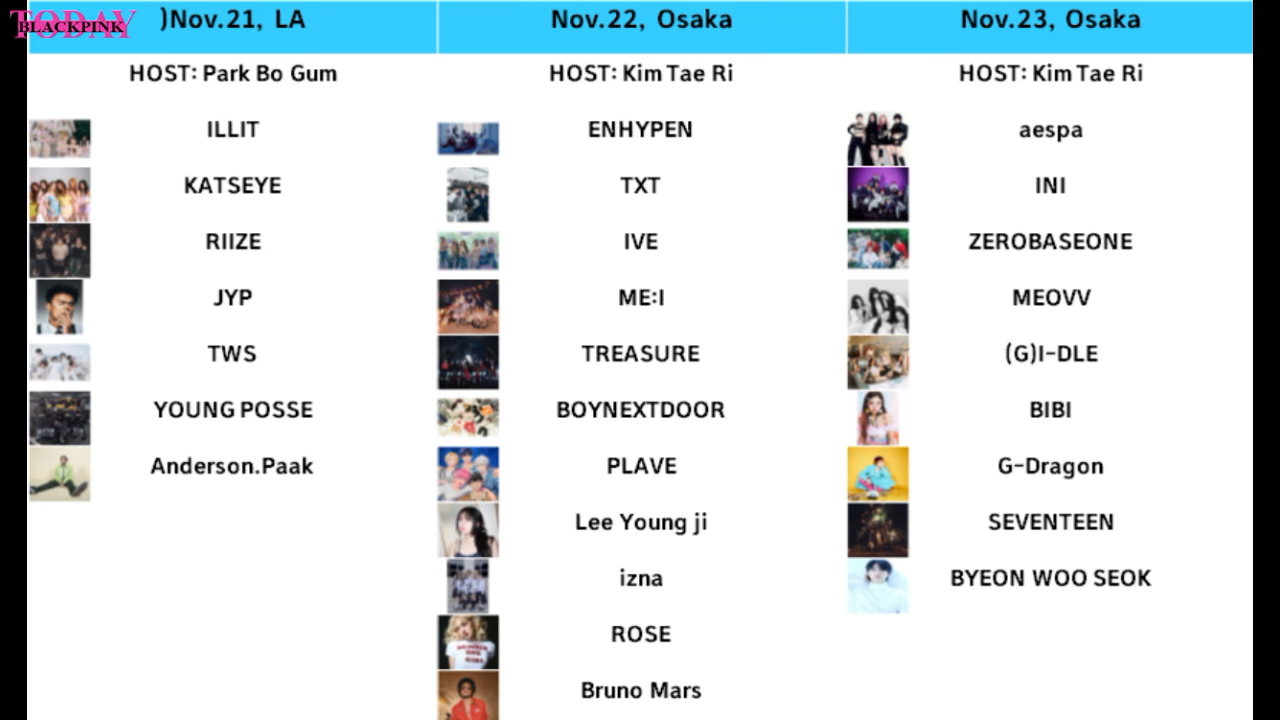 TODAY
BLACKPINK
)Nov.21, LA
HOST: Park Bo Gum
ILLIT
KATSEYE
RIIZE
JYP
TWS
YOUNG POSSE
Anderson.Paak
Nov.22, Osaka
HOST: Kim Tae Ri
ENHYPEN
TXT
IVE
ME:I
TREASURE
BOYNEXTDOOR
PLAVE
Lee Young ji
izna
ROSE
Bruno Mars
Nov.23, Osaka
HOST: Kim Tae Ri
aespa
INI
ZEROBASEONE
MEOVV
(G)I-DLE
BIBI
G-Dragon
SEVENTEEN
BYEON WOO SEOK